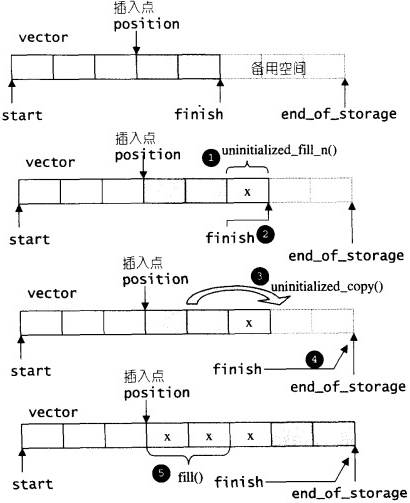 插入点
position
vector
备用空间
start
finish
end_of_storage
插入点
position
vector
1 uninitialized_fill_n()
x
start
finish 2
end_of_storage
插入点
position
vector
3
uninitialized_copy()
x
start
finish
4
end_of_storage
插入点
position
vector
x x x
5 fill()
start
finish
end_of_storage